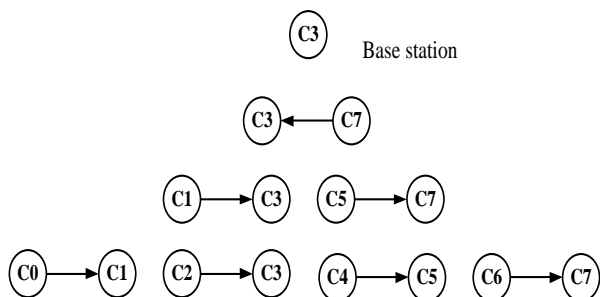 C3
Base station
C3 C7
C1 C3 C5 C7
C0 C1 C2 C3 C4 C5 C6 C7